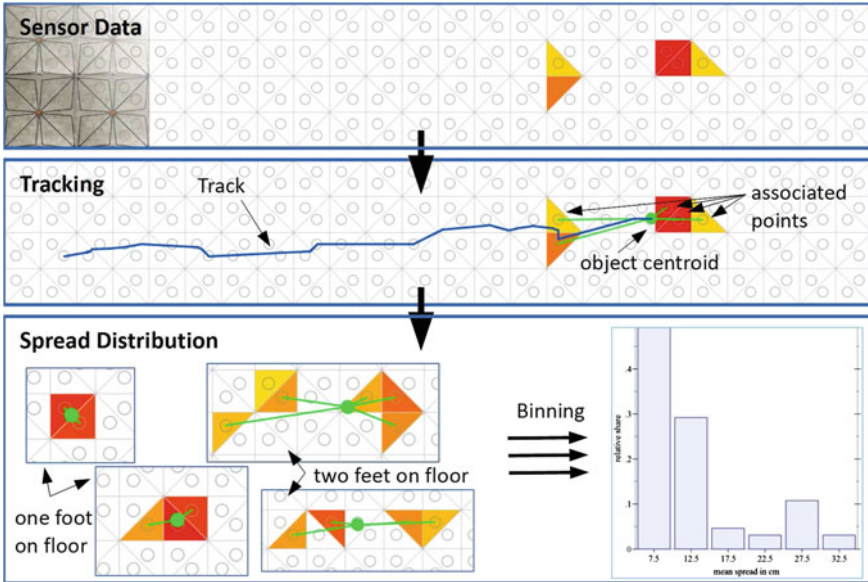 Sensor Data
Tracking
Track
associated
points
object centroid
Spread Distribution
one foot
on floor
two feet on floor
Binning
relative share
.4
.2
.1
0
7.5 12.5 17.5 22.5 27.5 32.5
mean spread in cm